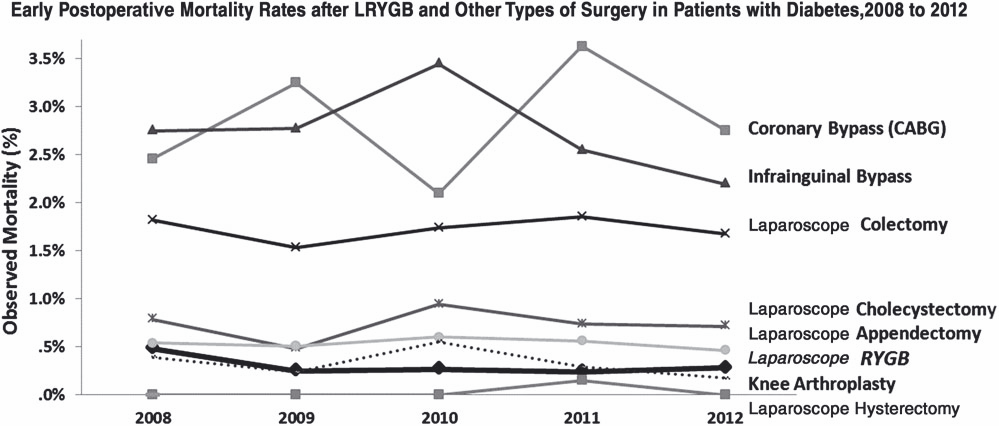 Early Postoperative Mortality Rates after LRYGB and Other Types of Surgery in Patients with Diabetes,2008 to 2012
Observed Mortality (%)
3.5%
3.0%
2.5%
2.0%
1.5%
1.0%
.5%
.0%
2008 2009 2010 2011 2012
Coronary Bypass (CABG)
Infrainguinal Bypass
Laparoscope Colectomy
Laparoscope Cholecystectomy
Laparoscope Appendectomy
Laparoscope RYGB
Knee Arthroplasty
Laparoscope Hysterectomy